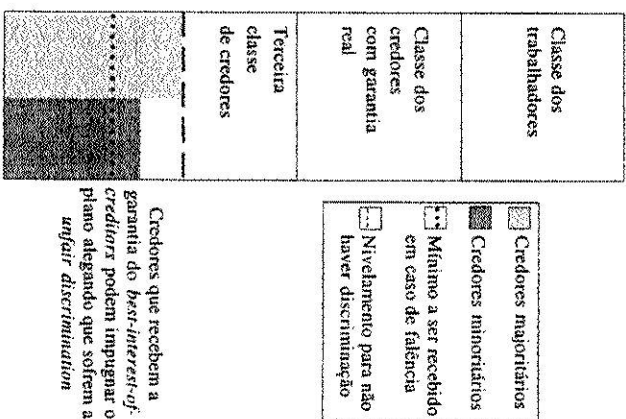 Classe dos
trabalhadores
Classe dos
credores
com garantia
real
Terceira
classe
de credores
Credores majoritários
Credores minoritários
Mínimo a ser recebido
em caso de falência
Nivelamento para não
haver discriminação
Credores que recebem a
garantia do best-interest-of-
creditors podem impugnar o
plano alegando que sofrem a
unfair discrimination